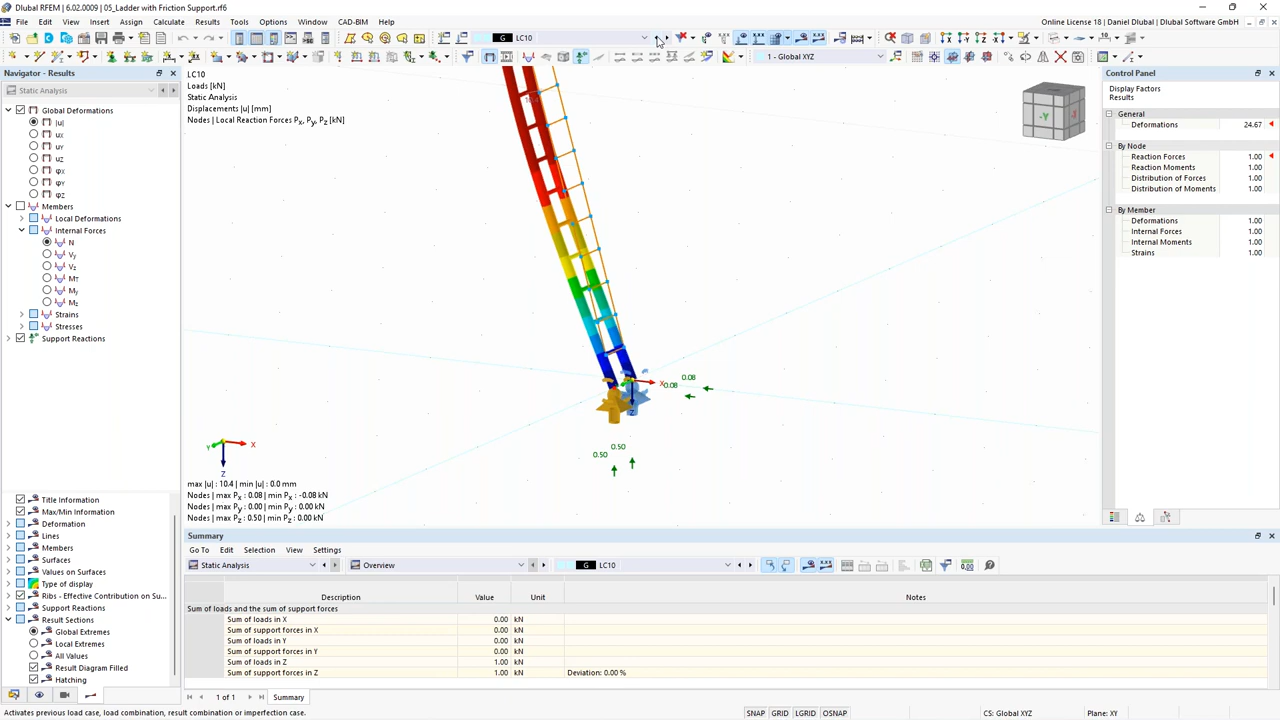 Dlubal RFEM | 6.02.0009 | 05_Ladder with Friction Support.rf6
File Edit View Insert Assign Calculate Results Tools Options Window CAD-BIM Help
Online License 18 | Daniel Dlubal | Dlubal Software GmbH
G LC10
1 - Global XYZ
Navigator - Results
Static Analysis
Global Deformations
|u|
uX
uY
uZ
φX
φY
φZ
Members
Local Deformations
Internal Forces
N
Vy
Vz
MT
My
Mz
Strains
Stresses
Support Reactions
Title Information
Max/Min Information
Deformation
Lines
Members
Surfaces
Values on Surfaces
Type of display
Ribs - Effective Contribution on Su...
Support Reactions
Result Sections
Global Extremes
Local Extremes
All Values
Result Diagram Filled
Hatching
LC10
Loads [kN]
Static Analysis
Displacements |u| [mm]
Nodes | Local Reaction Forces Px, Py, Pz [kN]
-Y
X
0.08
0.08
X
Z
0.50
0.50
Y
X
Z
max |u| : 10.4 | min |u| : 0.0 mm
Nodes | max Px : 0.08 | min Px : -0.08 kN
Nodes | max Py : 0.00 | min Py : 0.00 kN
Nodes | max Pz : 0.50 | min Pz : 0.00 kN
Control Panel
Display Factors
Results
General
Deformations 24.67
By Node
Reaction Forces 1.00
Reaction Moments 1.00
Distribution of Forces 1.00
Distribution of Moments 1.00
By Member
Deformations 1.00
Internal Forces 1.00
Internal Moments 1.00
Strains 1.00
Summary
Go To Edit Selection View Settings
Static Analysis Overview G LC10
Description Value Unit Notes
Sum of loads and the sum of support forces
Sum of loads in X 0.00 kN
Sum of support forces in X 0.00 kN
Sum of loads in Y 0.00 kN
Sum of support forces in Y 0.00 kN
Sum of loads in Z 1.00 kN
Sum of support forces in Z 1.00 kN Deviation: 0.00 %
1 of 1 Summary
Activates previous load case, load combination, result combination or imperfection case.
SNAP GRID LGRID OSNAP CS: Global XYZ Plane: XY